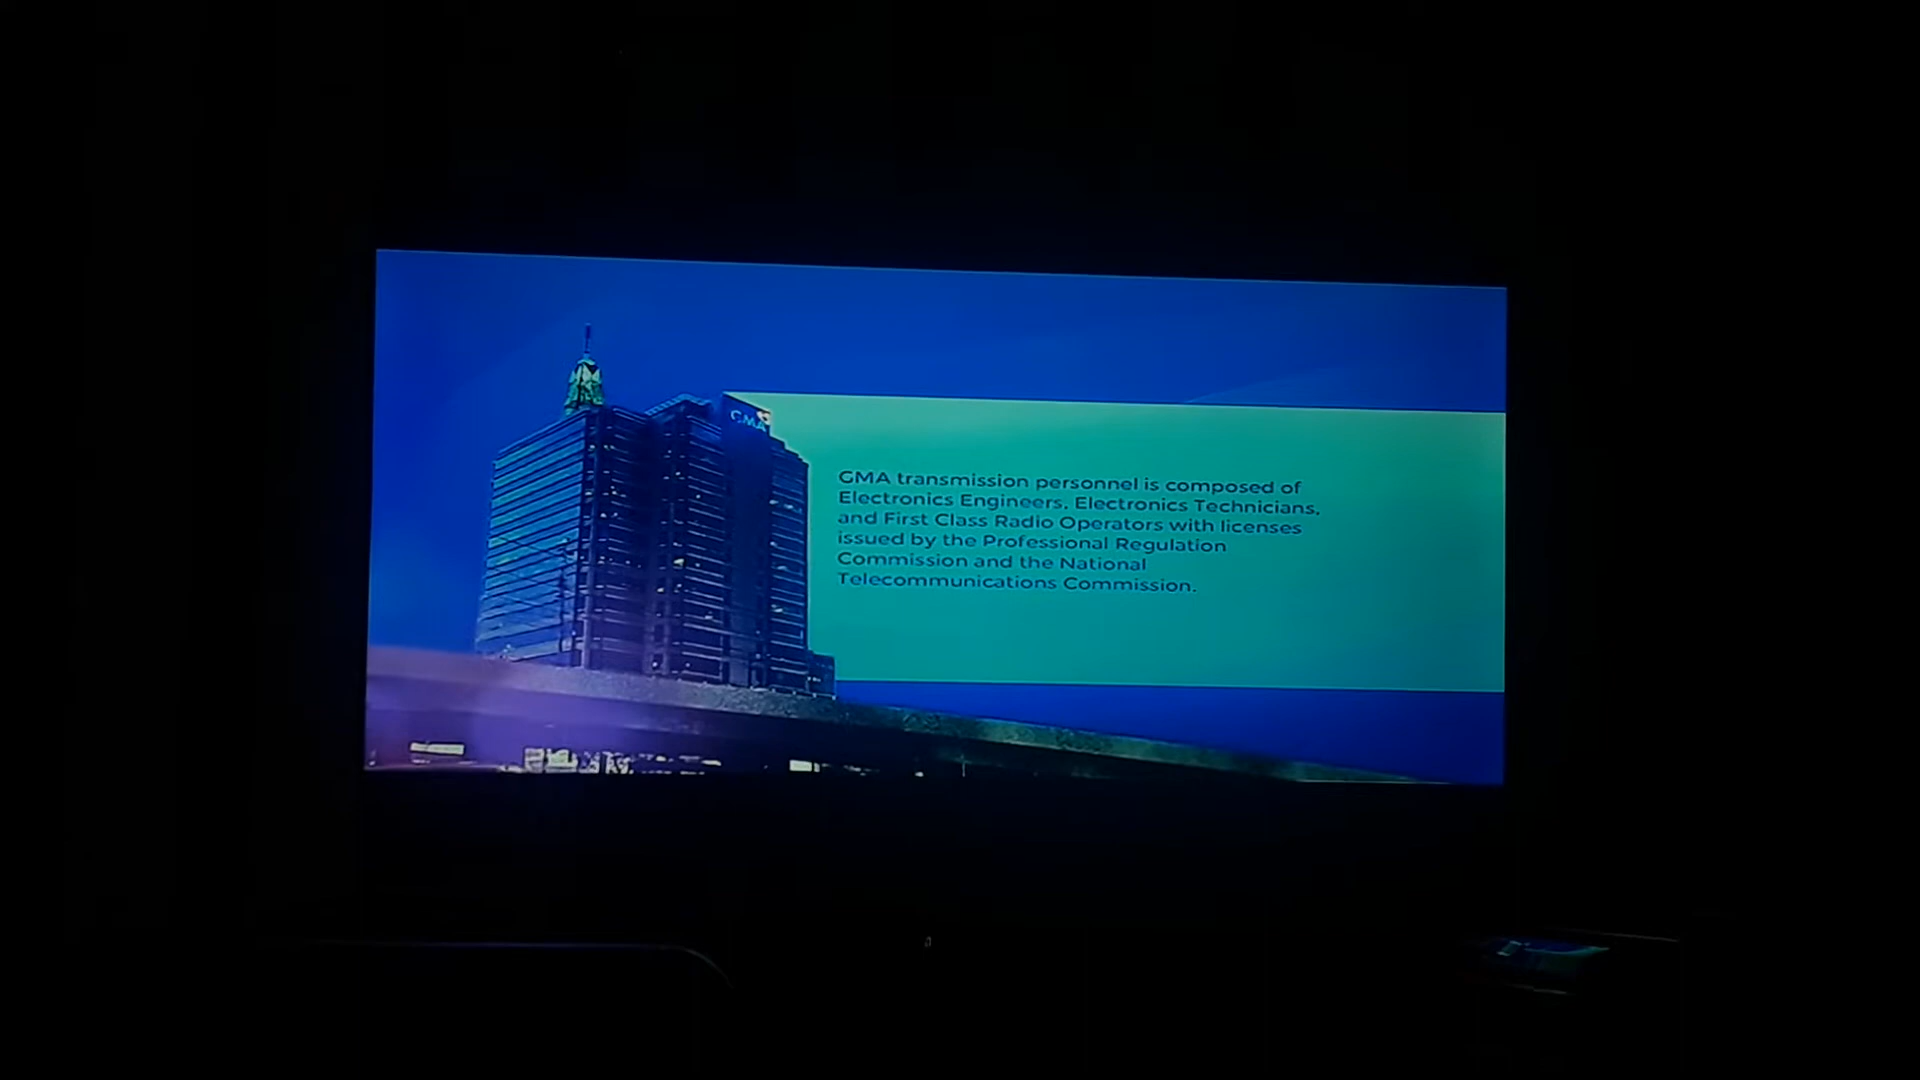 GMA
GMA transmission personnel is composed of
Electronics Engineers, Electronics Technicians,
and First Class Radio Operators with licenses
issued by the Professional Regulation
Commission and the National
Telecommunications Commission.